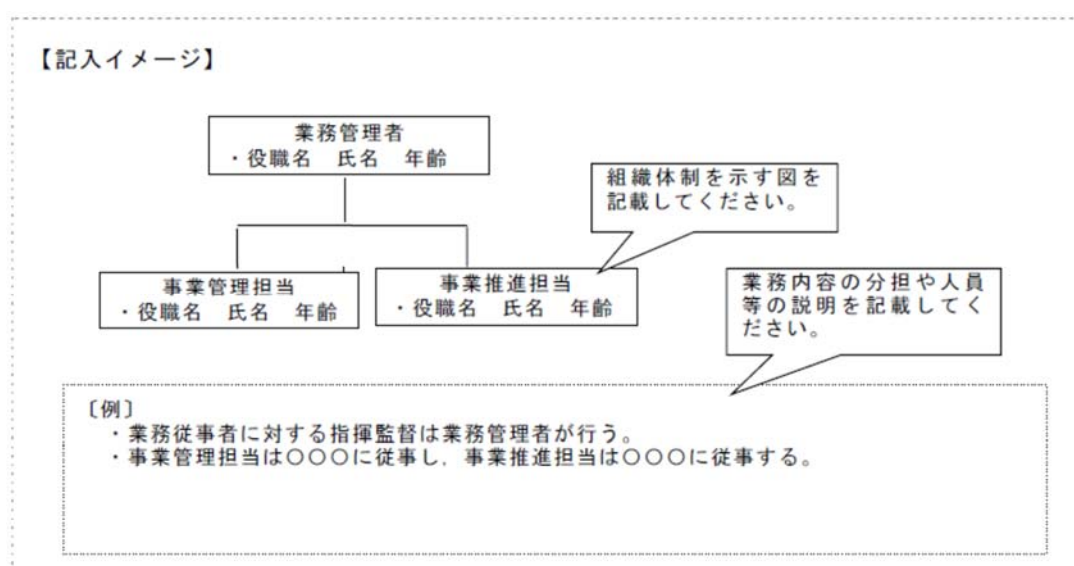 【記入イメージ】
業務管理者
・役職名　氏名　年齢
組織体制を示す図を
記載してください。
事業管理担当
・役職名　氏名　年齢
事業推進担当
・役職名　氏名　年齢
業務内容の分担や人員
等の説明を記載してく
ださい。
〔例〕
・業務従事者に対する指揮監督は業務管理者が行う。
・事業管理担当は〇〇〇に従事し，事業推進担当は〇〇〇に従事する。